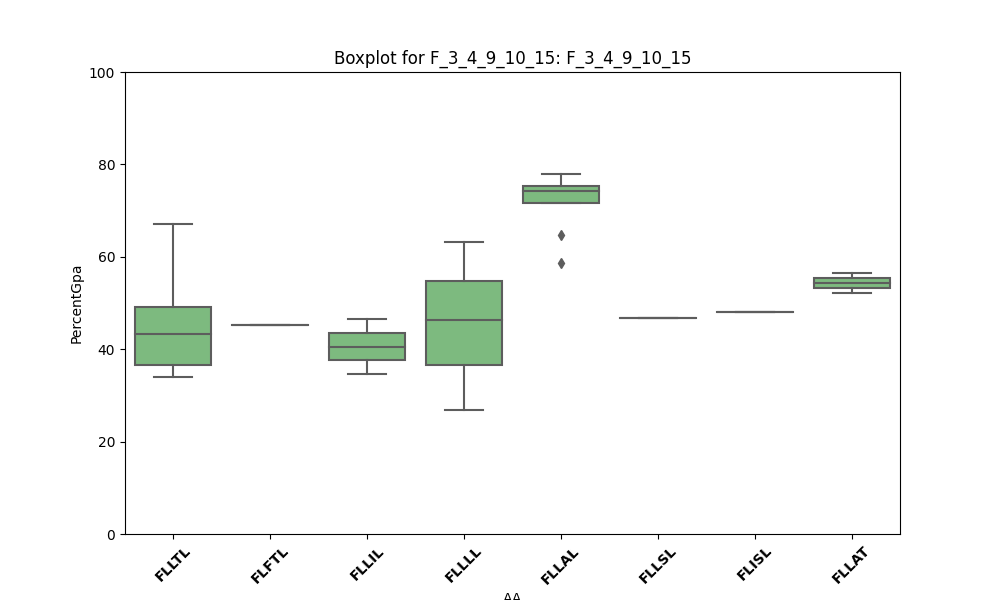 Boxplot for F_3_4_9_10_15: F_3_4_9_10_15
PercentGpa
100
80
60
40
20
0
FLLTL
FLFTL
FLLIL
FLLLL
FLLAL
FLLSL
FLISL
FLLAT
AA